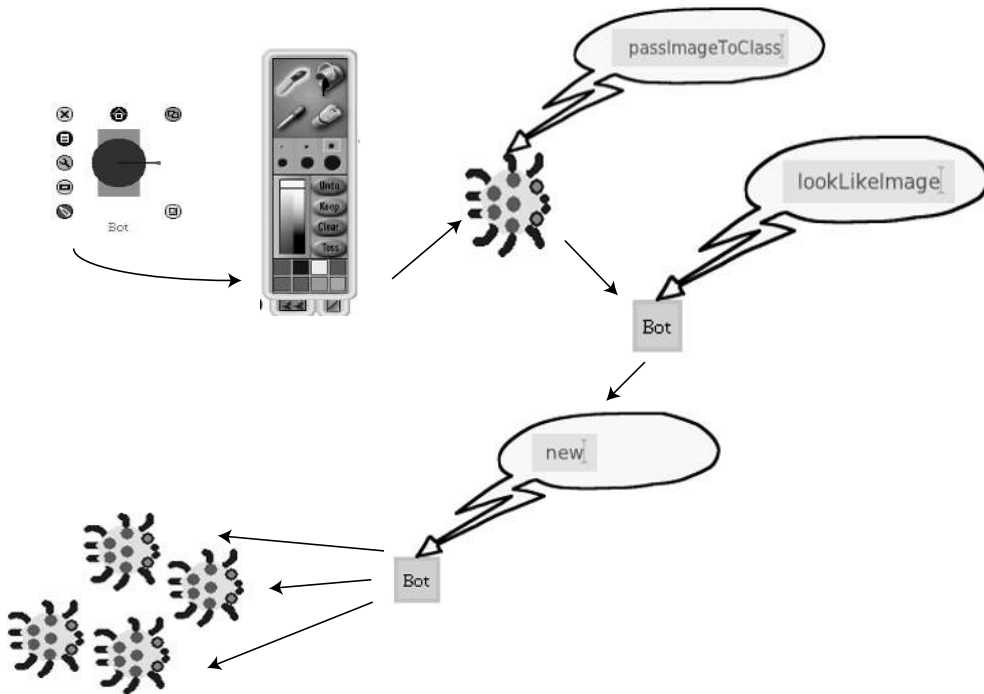 passImageToClass
lookLikeImage
Undo
Keep
Clear
Toss
Bot
Bot
new
Bot